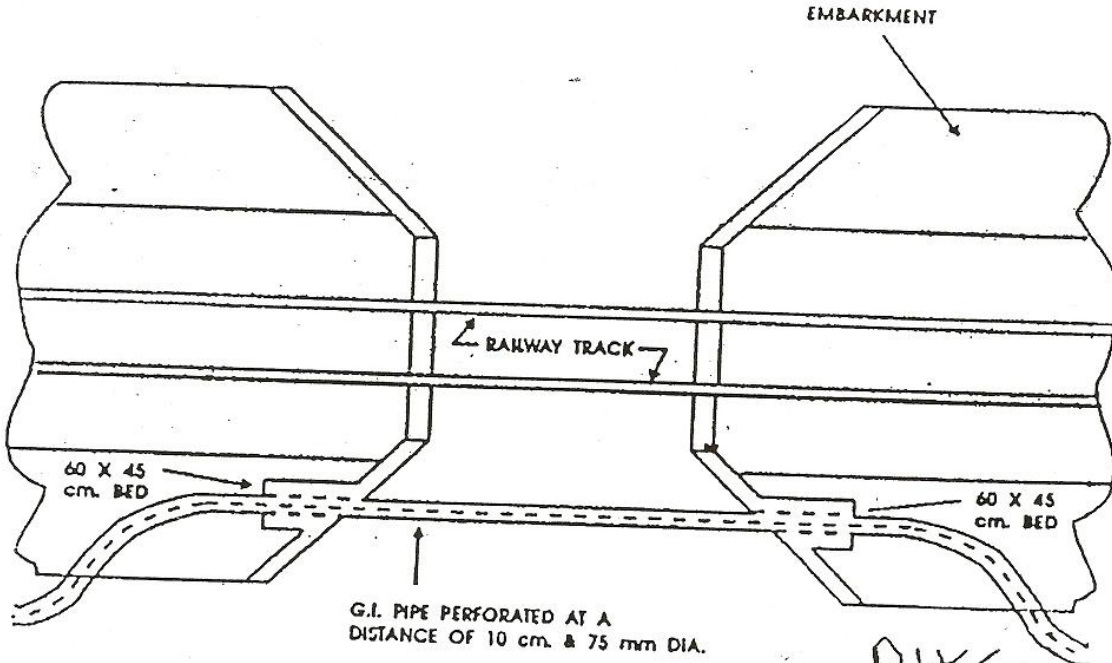 EMBARKMENT
RAILWAY TRACK
60 X 45
cm. BED
60 X 45
cm. BED
G.I. PIPE PERFORATED AT A
DISTANCE OF 10 cm. & 75 mm DIA.